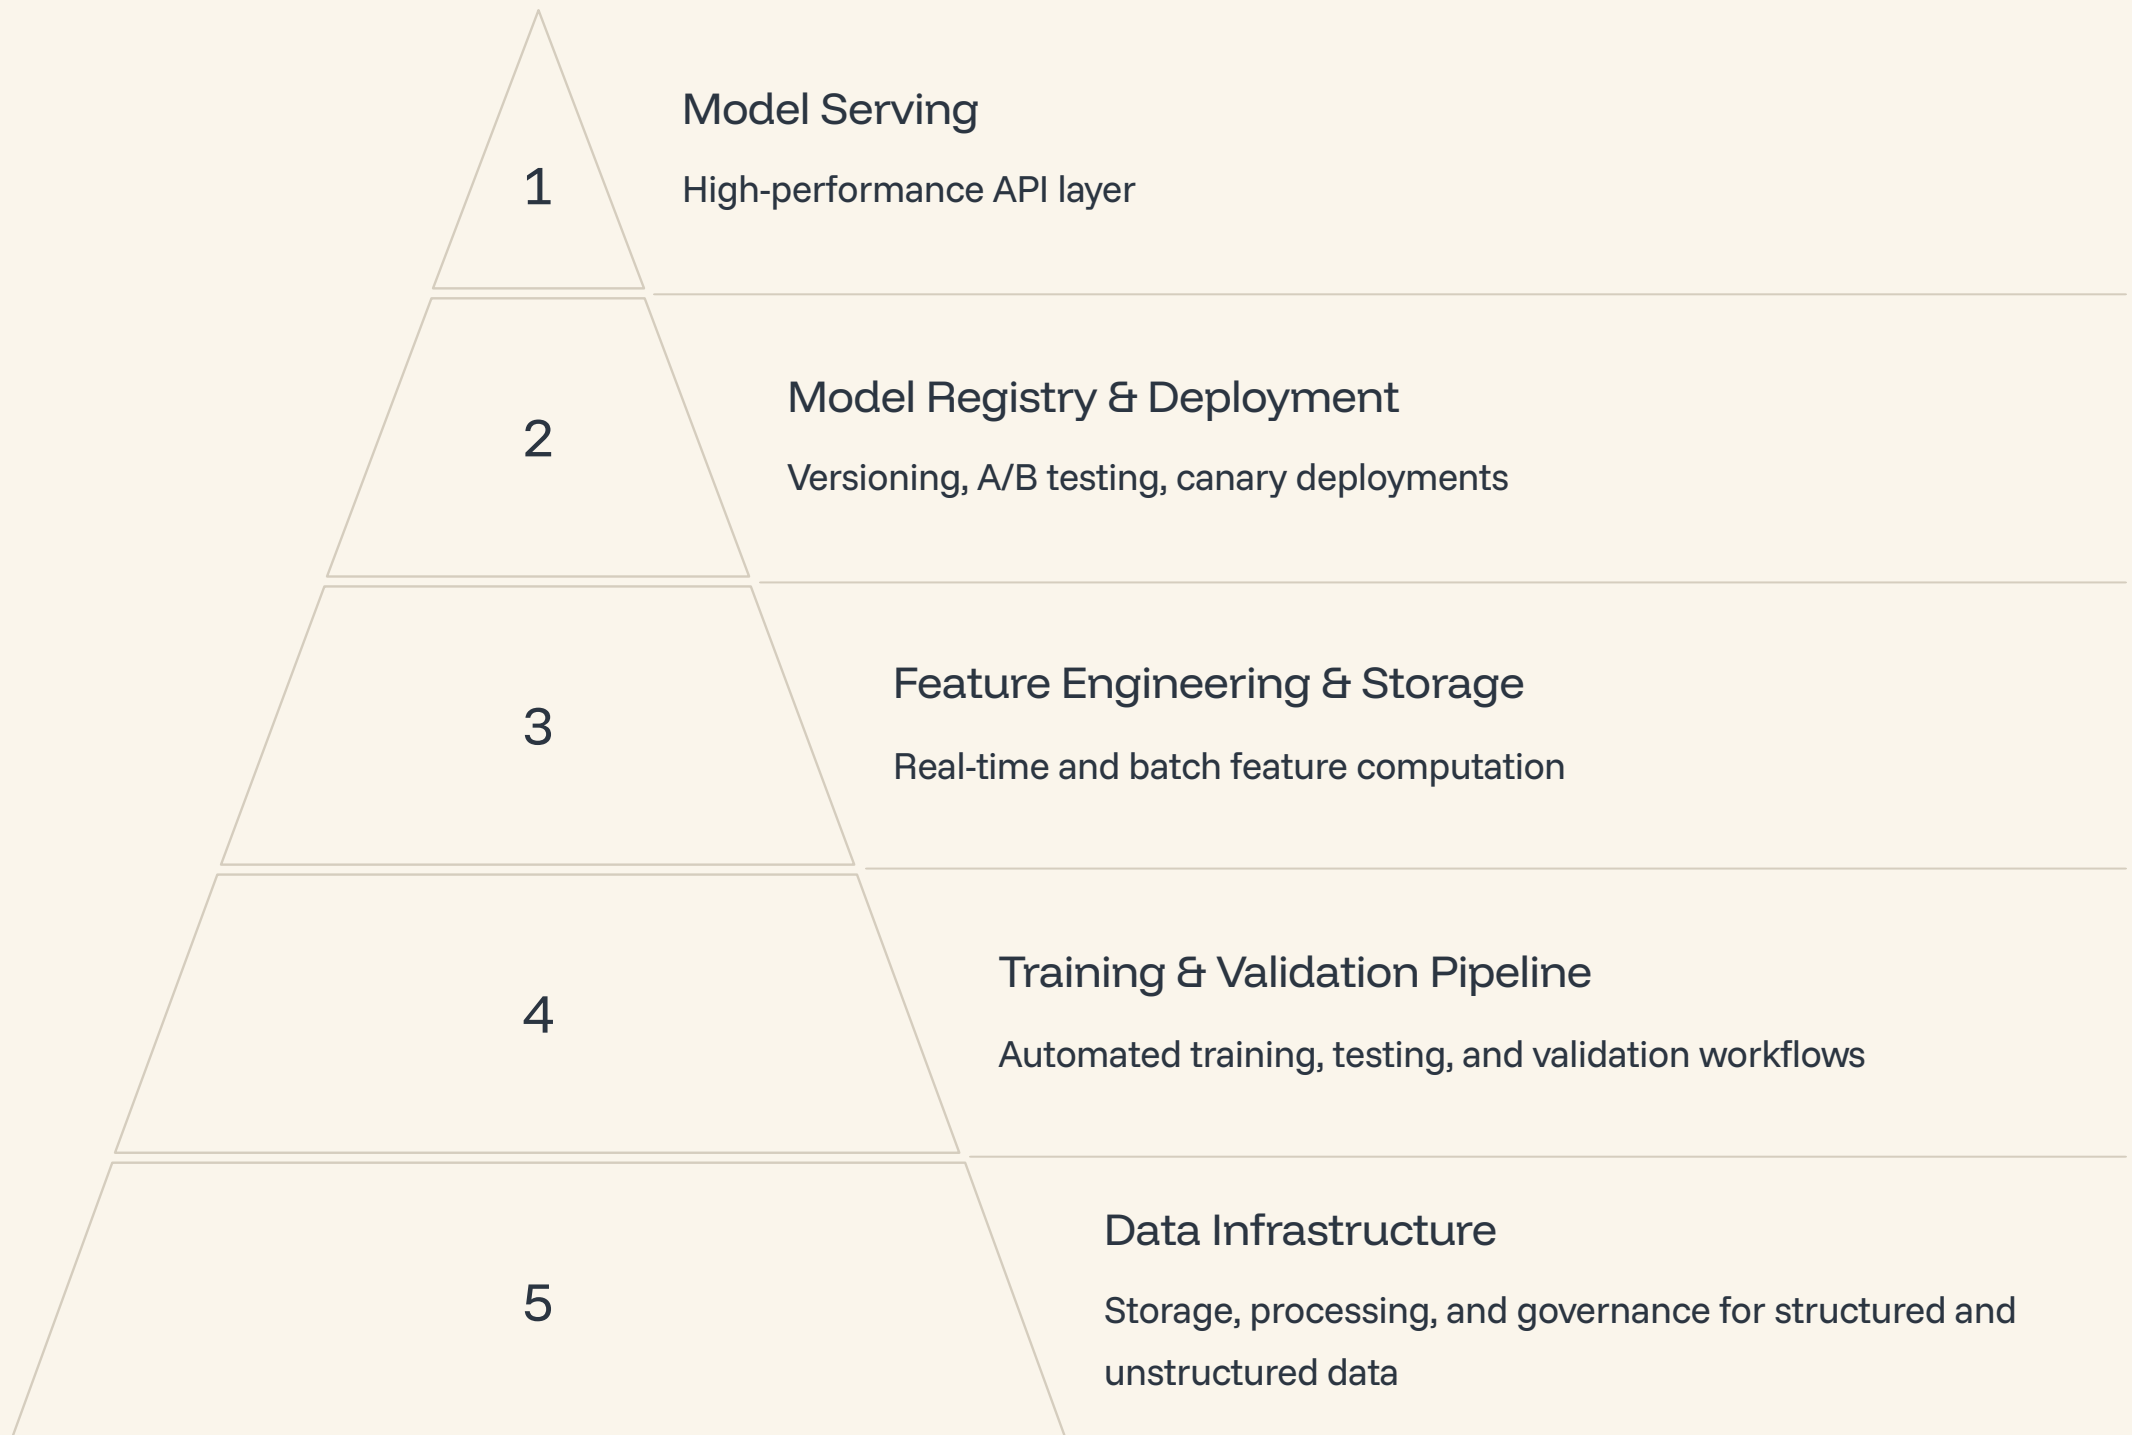 1
Model Serving
High-performance API layer
2
Model Registry & Deployment
Versioning, A/B testing, canary deployments
3
Feature Engineering & Storage
Real-time and batch feature computation
4
Training & Validation Pipeline
Automated training, testing, and validation workflows
5
Data Infrastructure
Storage, processing, and governance for structured and
unstructured data